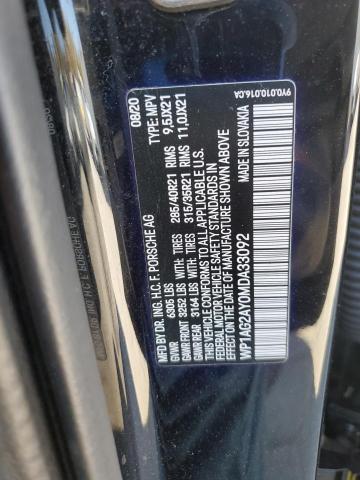 MFD BY DR. ING. H.C. F. PORSCHE AG 08/20
GVWR 6305 LBS TYPE: MPV
GAWR FRONT 3252 LBS WITH TIRES 285/40R21 RIMS 9,5JX21
GAWR REAR 3164 LBS WITH TIRES 315/35R21 RIMS 11,0JX21
THIS VEHICLE CONFORMS TO ALL APPLICABLE U.S.
FEDERAL MOTOR VEHICLE SAFETY STANDARDS
IN EFFECT ON THE DATE OF MANUFACTURE SHOWN ABOVE
WP1AG2AY0MDA33092
MADE IN SLOVAKIA
9Y0.010.016.CA